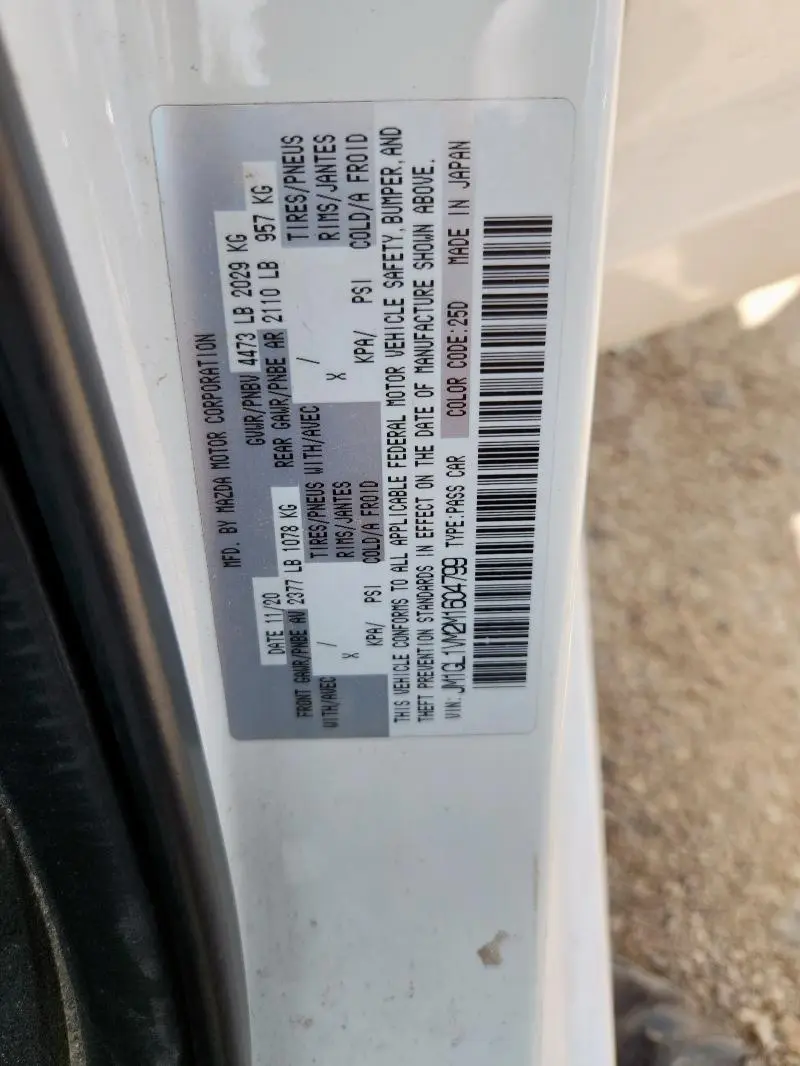 MFD. BY MAZDA MOTOR CORPORATION
DATE 11/20 GVWR/PNBV 4473 LB 2029 KG
FRONT GAWR/PNBE AV 2377 LB 1078 KG REAR GAWR/PNBE AR 2110 LB 957 KG
WITH/AVEC / TIRES/PNEUS WITH/AVEC / TIRES/PNEUS
X RIMS/JANTES X RIMS/JANTES
KPA/ PSI COLD/A FROID KPA/ PSI COLD/A FROID
THIS VEHICLE CONFORMS TO ALL APPLICABLE FEDERAL MOTOR VEHICLE SAFETY, BUMPER, AND
THEFT PREVENTION STANDARDS IN EFFECT ON THE DATE OF MANUFACTURE SHOWN ABOVE.
VIN: JM1GL1VM2M1604799 TYPE:PASS CAR COLOR CODE:25D MADE IN JAPAN